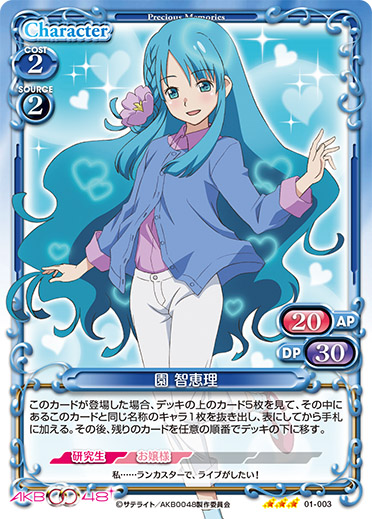 Precious Memories
Character
COST
2
SOURCE
2
20 AP
DP 30
園 智恵理
このカードが登場した場合、デッキの上のカード5枚を見て、その中に
あるこのカードと同じ名称のキャラ1枚を抜き出し、表にしてから手札
に加える。その後、残りのカードを任意の順番でデッキの下に移す。
研究生 お嬢様
私……ランカスターで、ライブがしたい!
AKB0048
©サテライト/AKB0048製作委員会
01-003